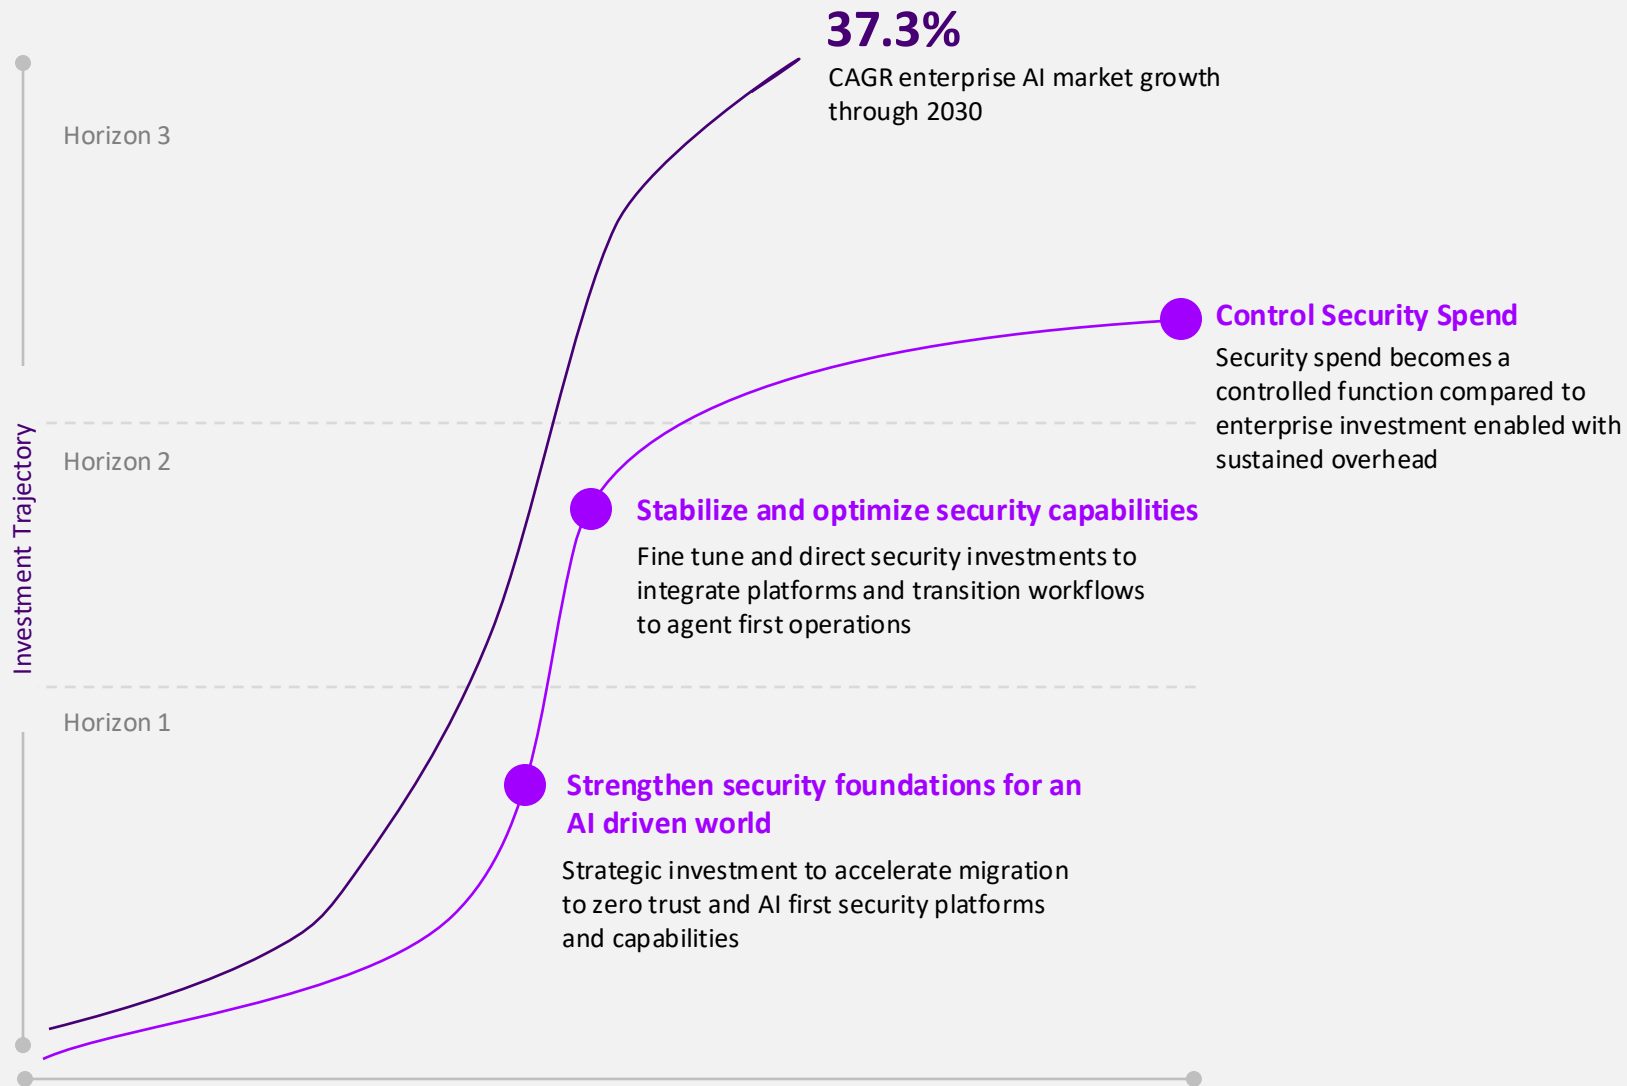 37.3%
CAGR enterprise AI market growth
through 2030
Horizon 3
Control Security Spend
Security spend becomes a
controlled function compared to
enterprise investment enabled with
sustained overhead
Investment Trajectory
Horizon 2
Stabilize and optimize security capabilities
Fine tune and direct security investments to
integrate platforms and transition workflows
to agent first operations
Horizon 1
Strengthen security foundations for an
AI driven world
Strategic investment to accelerate migration
to zero trust and AI first security platforms
and capabilities